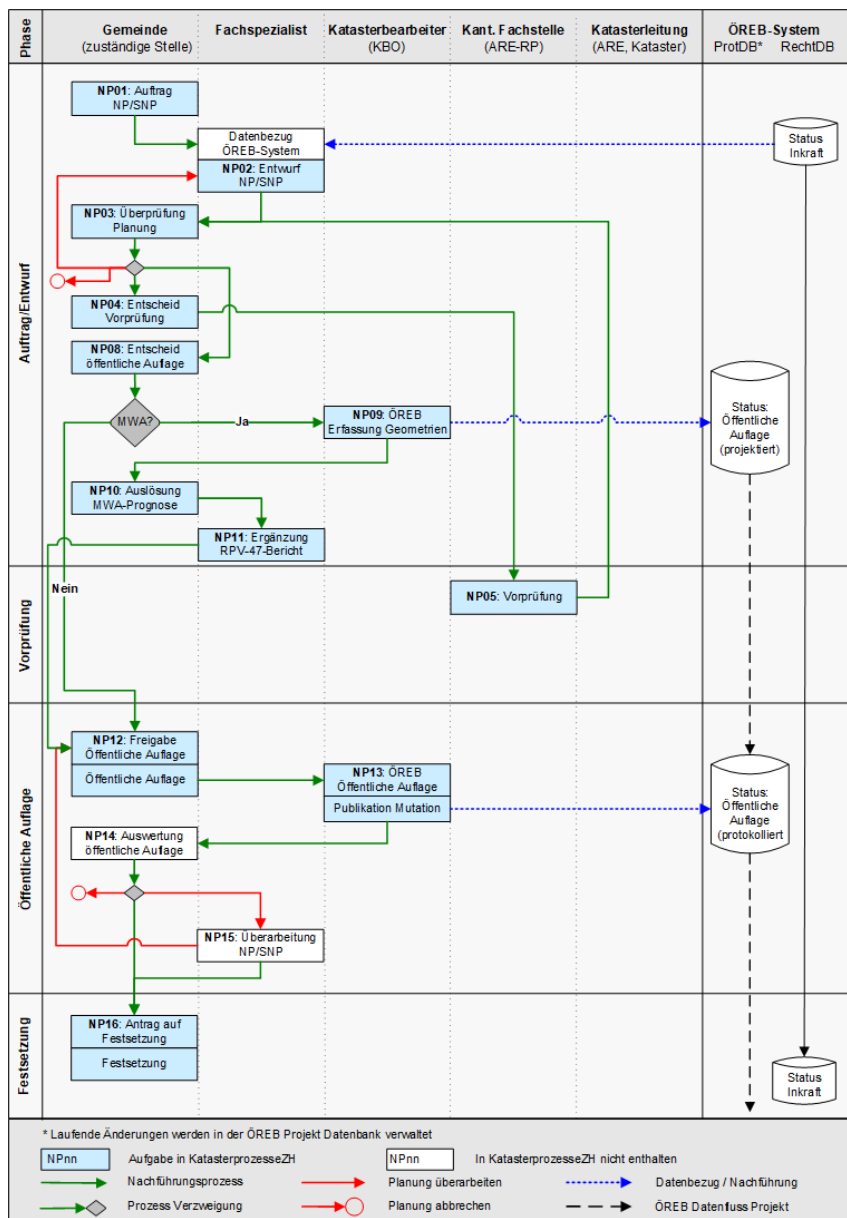 Phase
Gemeinde
(zuständige Stelle)
Fachspezialist
Katasterbearbeiter
(KBO)
Kant. Fachstelle
(ARE-RP)
Katasterleitung
(ARE, Kataster)
ÖREB-System
ProtDB* RechtDB
Auftrag/Entwurf
NP01: Auftrag
NP/SNP
Datenbezug
ÖREB-System
NP02: Entwurf
NP/SNP
Status
Inkraft
NP03: Überprüfung
Planung
NP04: Entscheid
Vorprüfung
NP08: Entscheid
öffentliche Auflage
MWA?
Ja
NP09: ÖREB
Erfassung Geometrien
Status:
Öffentliche
Auflage
(projektiert)
NP10: Auslösung
MWA-Prognose
NP11: Ergänzung
RPV-47-Bericht
Nein
Vorprüfung
NP05: Vorprüfung
Öffentliche Auflage
NP12: Freigabe
Öffentliche Auflage
Öffentliche Auflage
NP13: ÖREB
Öffentliche Auflage
Publikation Mutation
Status:
Öffentliche
Auflage
(protokolliert
NP14: Auswertung
öffentliche Auflage
NP15: Überarbeitung
NP/SNP
Festsetzung
NP16: Antrag auf
Festsetzung
Festsetzung
Status
Inkraft
* Laufende Änderungen werden in der ÖREB Projekt Datenbank verwaltet
NPnn Aufgabe in KatasterprozesseZH NPnn In KatasterprozesseZH nicht enthalten
Nachführungsprozess Planung überarbeiten Datenbezug / Nachführung
Prozess Verzweigung Planung abbrechen ÖREB Datenfuss Projekt